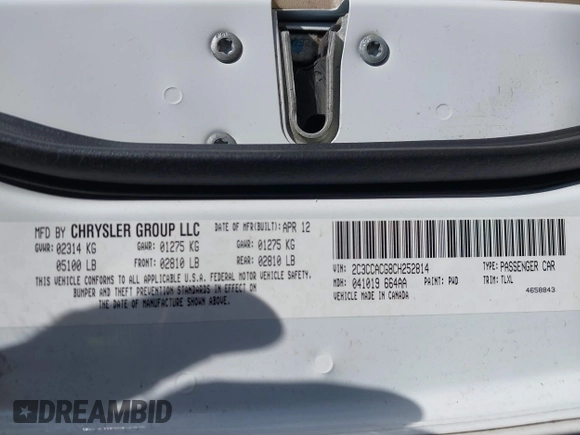 MFD BY CHRYSLER GROUP LLC DATE OF MFR(BUILT): APR 12
GVWR: 02314 KG GAWR: 01275 KG GAWR: 01275 KG
05100 LB FRONT: 02810 LB REAR: 02810 LB
THIS VEHICLE CONFORMS TO ALL APPLICABLE U.S.A. FEDERAL MOTOR VEHICLE SAFETY,
BUMPER AND THEFT PREVENTION STANDARDS IN EFFECT ON
THE DATE OF MANUFACTURE SHOWN ABOVE.
VIN: 2C3CCACG8CH252814 TYPE: PASSENGER CAR
MDH: 041019 664AA PAINT: PWD TRIM: TLXL
VEHICLE MADE IN CANADA 4658843
DREAMBID